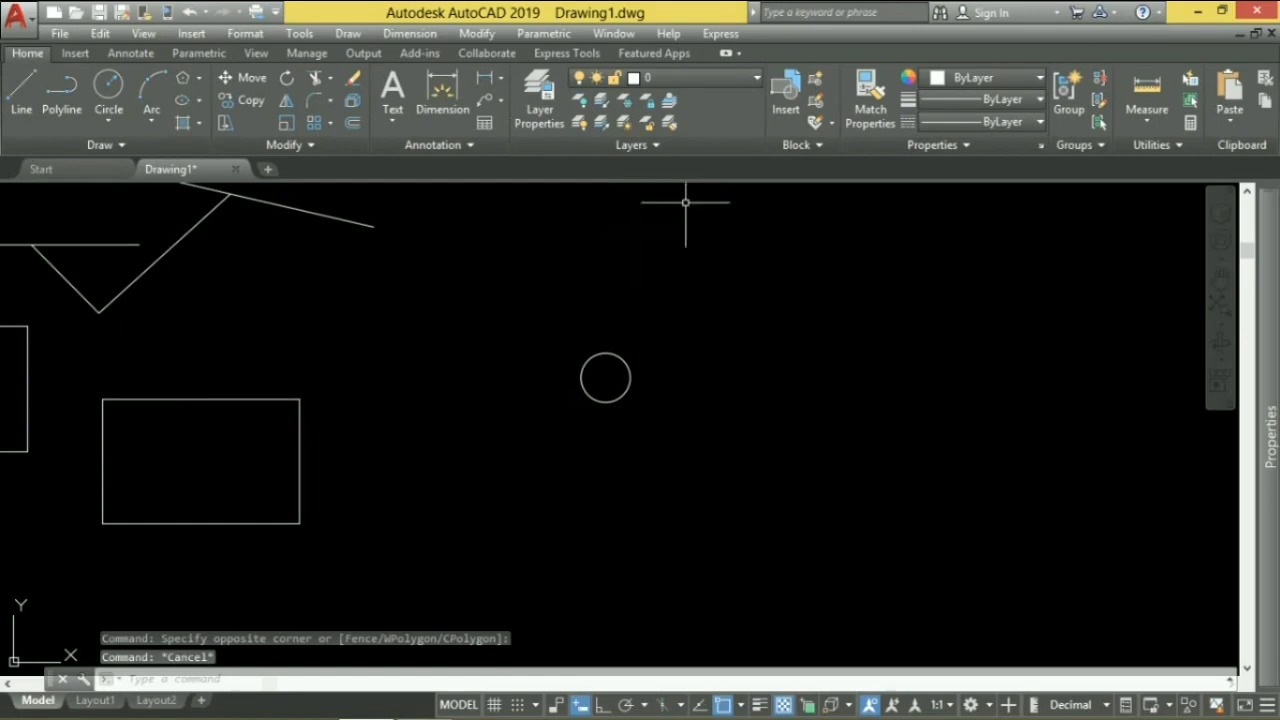 Autodesk AutoCAD 2019 Drawing1.dwg
Type a keyword or phrase
Sign In
File Edit View Insert Format Tools Draw Dimension Modify Parametric Window Help Express
Home Insert Annotate Parametric View Manage Output Add-ins Collaborate Express Tools Featured Apps
Move
Copy
0
ByLayer
ByLayer
ByLayer
Line Polyline Circle Arc
Text Dimension
Layer Properties
Insert
Match Properties
Group
Measure
Paste
Draw Modify Annotation Layers Block Properties Groups Utilities Clipboard
Start Drawing1*
Properties
Y
X
Command: Specify opposite corner or [Fence/WPolygon/CPolygon]:
Command: *Cancel*
Type a command
Model Layout1 Layout2
MODEL
1:1
Decimal